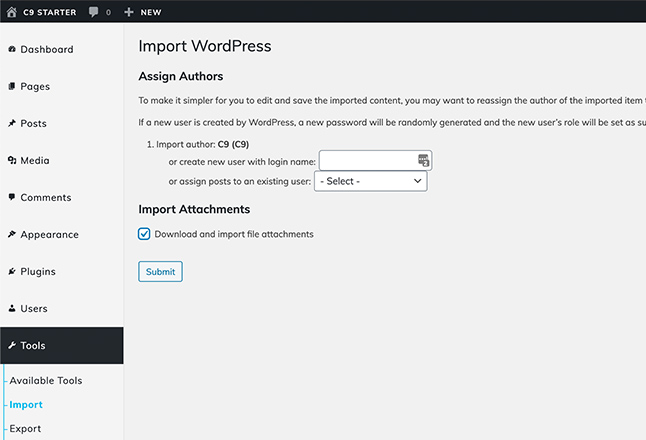 C9 STARTER 0 NEW
Dashboard
Pages
Posts
Media
Comments
Appearance
Plugins
Users
Tools
Available Tools
Import
Export
Import WordPress
Assign Authors
To make it simpler for you to edit and save the imported content, you may want to reassign the author of the imported item
If a new user is created by WordPress, a new password will be randomly generated and the new user's role will be set as su
1. Import author: C9 (C9)
or create new user with login name:
or assign posts to an existing user: - Select -
Import Attachments
Download and import file attachments
Submit